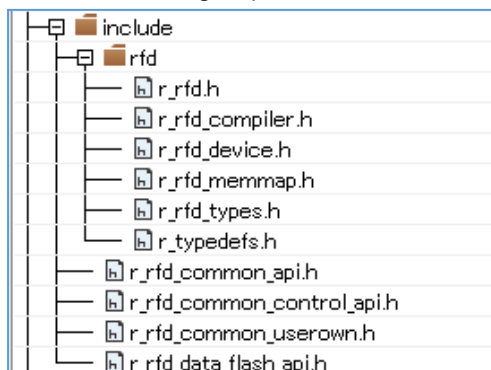 include
rfd
r_rfd.h
r_rfd_compiler.h
r_rfd_device.h
r_rfd_memmap.h
r_rfd_types.h
r_typedefs.h
r_rfd_common_api.h
r_rfd_common_control_api.h
r_rfd_common_userown.h
r_rfd_data_flash_api.h